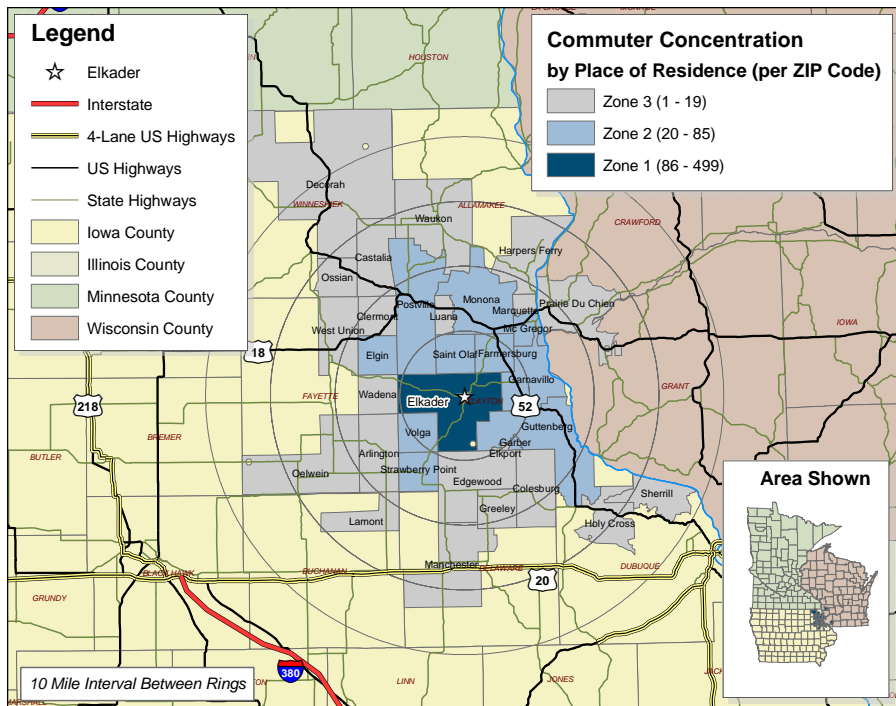 Legend
Elkader
Interstate
4-Lane US Highways
US Highways
State Highways
Iowa County
Illinois County
Minnesota County
Wisconsin County
Commuter Concentration
by Place of Residence (per ZIP Code)
Zone 3 (1 - 19)
Zone 2 (20 - 85)
Zone 1 (86 - 499)
HOUSTON
Decorah
WINNESHIEK
ALLAMAKEE
Waukon
CRAWFORD
Harpers Ferry
Castalia
Ossian
Postville
Monona
Prairie Du Chien
Marquette
Clermont
Luana
IOWA
West Union
Mc Gregor
18
Elgin
Saint Olaf
Farmersburg
Garnavillo
GRANT
FAYETTE
Wadena
Elkader
CLAYTON
52
218
BREMER
Volga
Guttenberg
Garber
BUTLER
Arlington
Elkport
Oelwein
Strawberry Point
Edgewood
Colesburg
Sherrill
Greeley
Lamont
Holy Cross
Manchester
BLACK HAWK
BUCHANAN
DELAWARE
DUBUQUE
20
GRUNDY
Area Shown
380
LINN
JONES
10 Mile Interval Between Rings